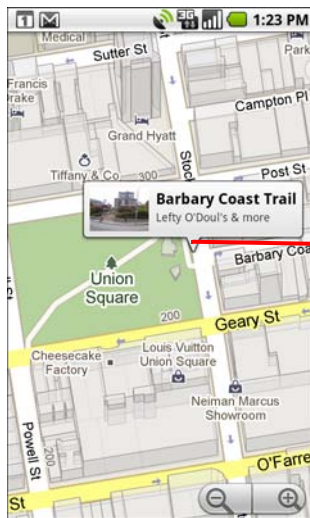 1:23 PM
Medical
Sutter St
Park
Francis
Drake
Campton Pl
Grand Hyatt
Tiffany & Co
300
Post St
Stoc
Barbary Coast Trail
Lefty O'Doul's & more
Barbary Coa
Union
Square
200
Geary St
Cheesecake
Factory
Louis Vuitton
Union Square
Neiman Marcus
Showroom
Powell St
200
O'Farre
St